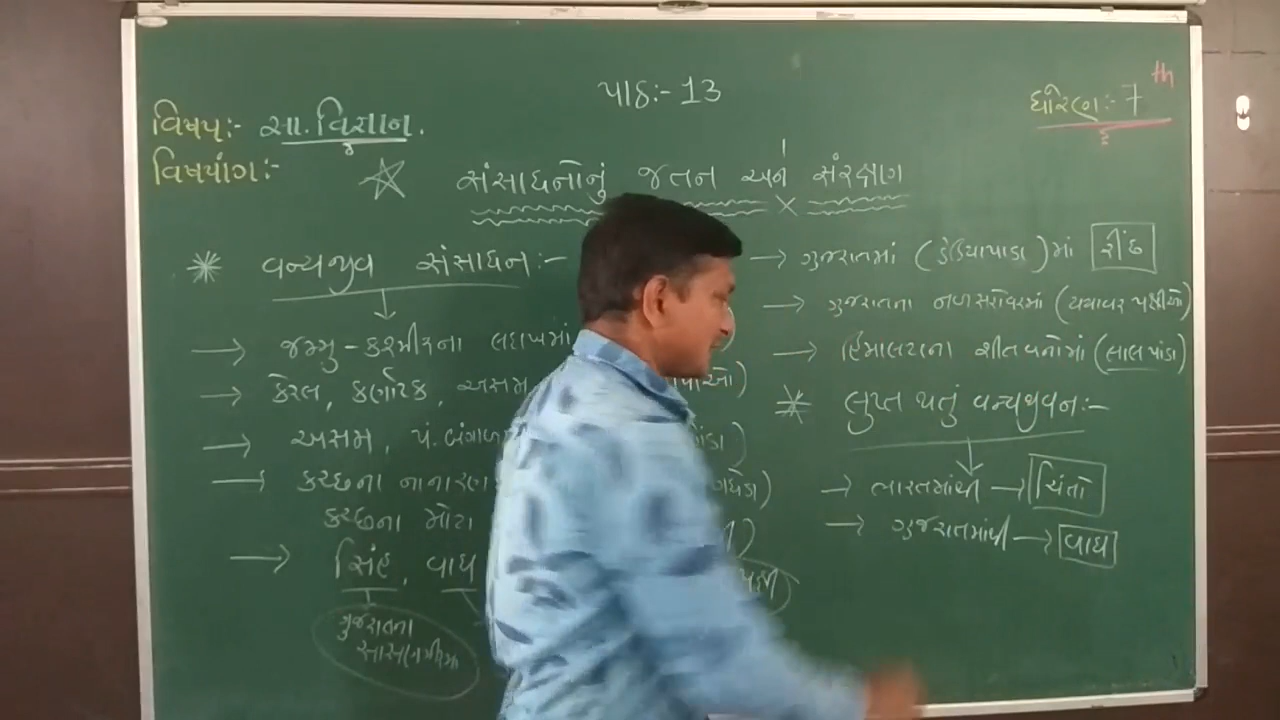 પાઠ:- 13
ધોરણ:- 7 th
વિષય:- સા. વિજ્ઞાન.
વિષયાંગ:-
સંસાધનોનું જતન અને સંરક્ષણ
વન્યજીવ સંસાધન:-
જમ્મુ - કશ્મીરના લદાખમાં
કેરલ, કર્ણાટક, અસમ
અસમ, પં. બંગાળ
કચ્છના નાના રણ
કચ્છના મોટા
સિંહ, વાઘ
ગુજરાતના
સાસણગીરમાં
ગુજરાતમાં (ડેડિયાપાડા) માં રીંછ
ગુજરાતના નળસરોવરમાં (યાયાવર પક્ષીઓ)
હિમાલયના શીતવનોમાં (લાલ પાંડા)
લુપ્ત થતું વન્યજીવન:-
ભારતમાંથી → ચિત્તો
ગુજરાતમાંથી → વાઘ